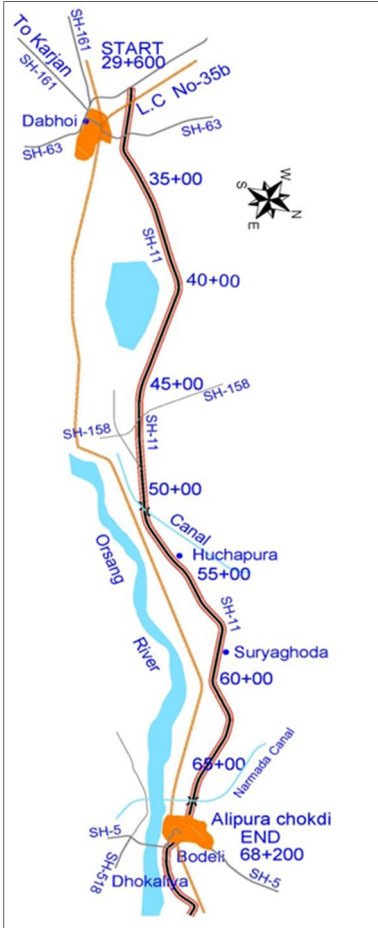 SH-161
To Karjan
SH-161
START
29+600
L.C No-35b
Dabhoi
SH-63
SH-63
35+00
W
S
N
E
SH-11
40+00
45+00
SH-158
SH-158
SH-11
50+00
Canal
Orsang
River
Huchapura
55+00
SH-11
Suryaghoda
60+00
65+00
Narmada Canal
Alipura chokdi
END
68+200
SH-5
SH-518
Bodeli
Dhokaliya
SH-5